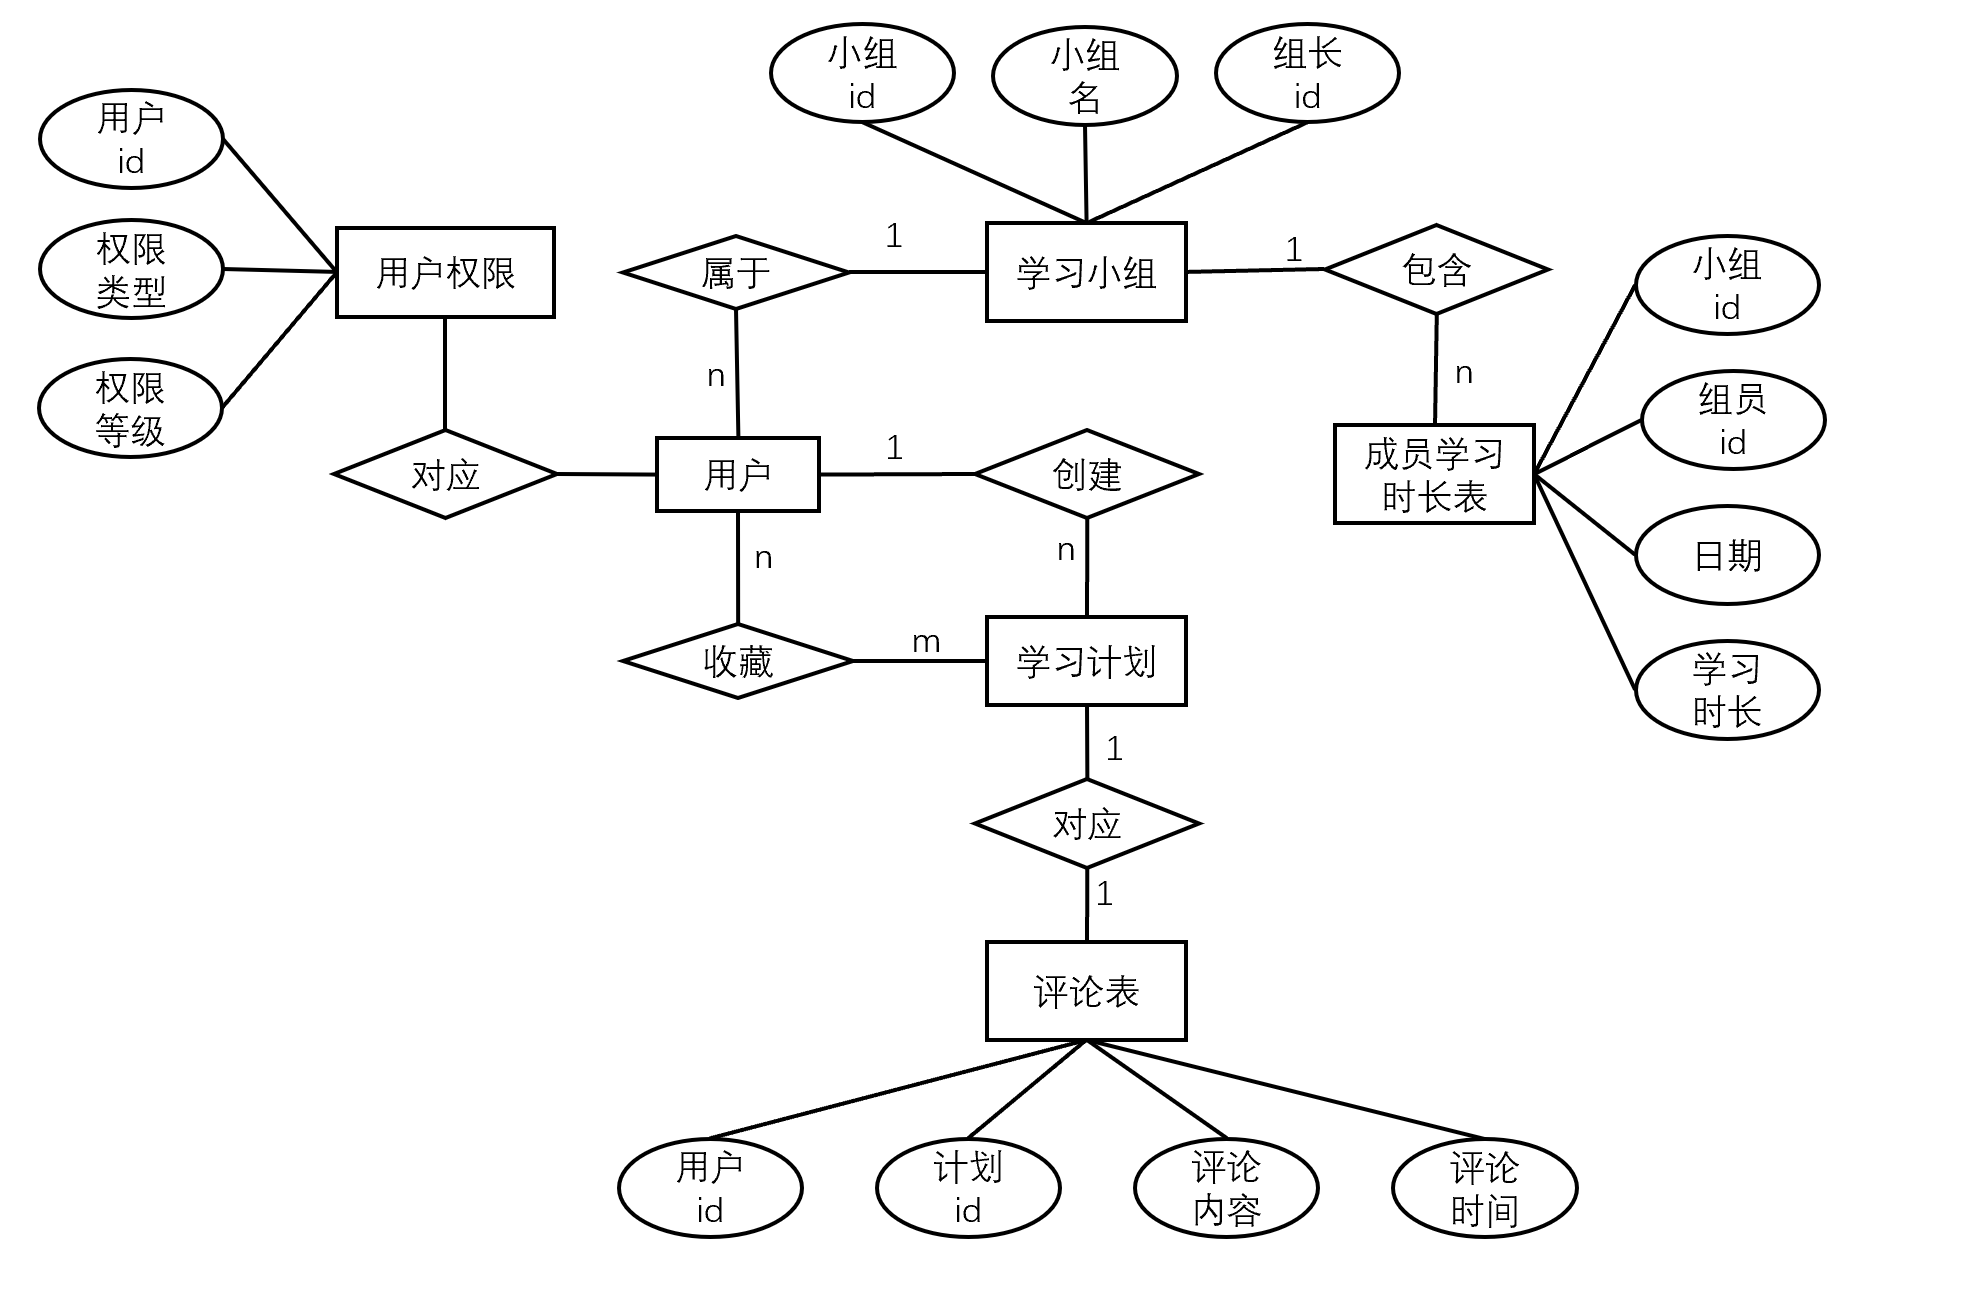 小组
id
小组
名
组长
id
用户
id
权限
类型
权限
等级
用户权限
属于
1
学习小组
1
包含
小组
id
组员
id
日期
学习
时长
n
n
对应
用户
1
创建
成员学习
时长表
n
n
收藏
m
学习计划
1
对应
1
评论表
用户
id
计划
id
评论
内容
评论
时间